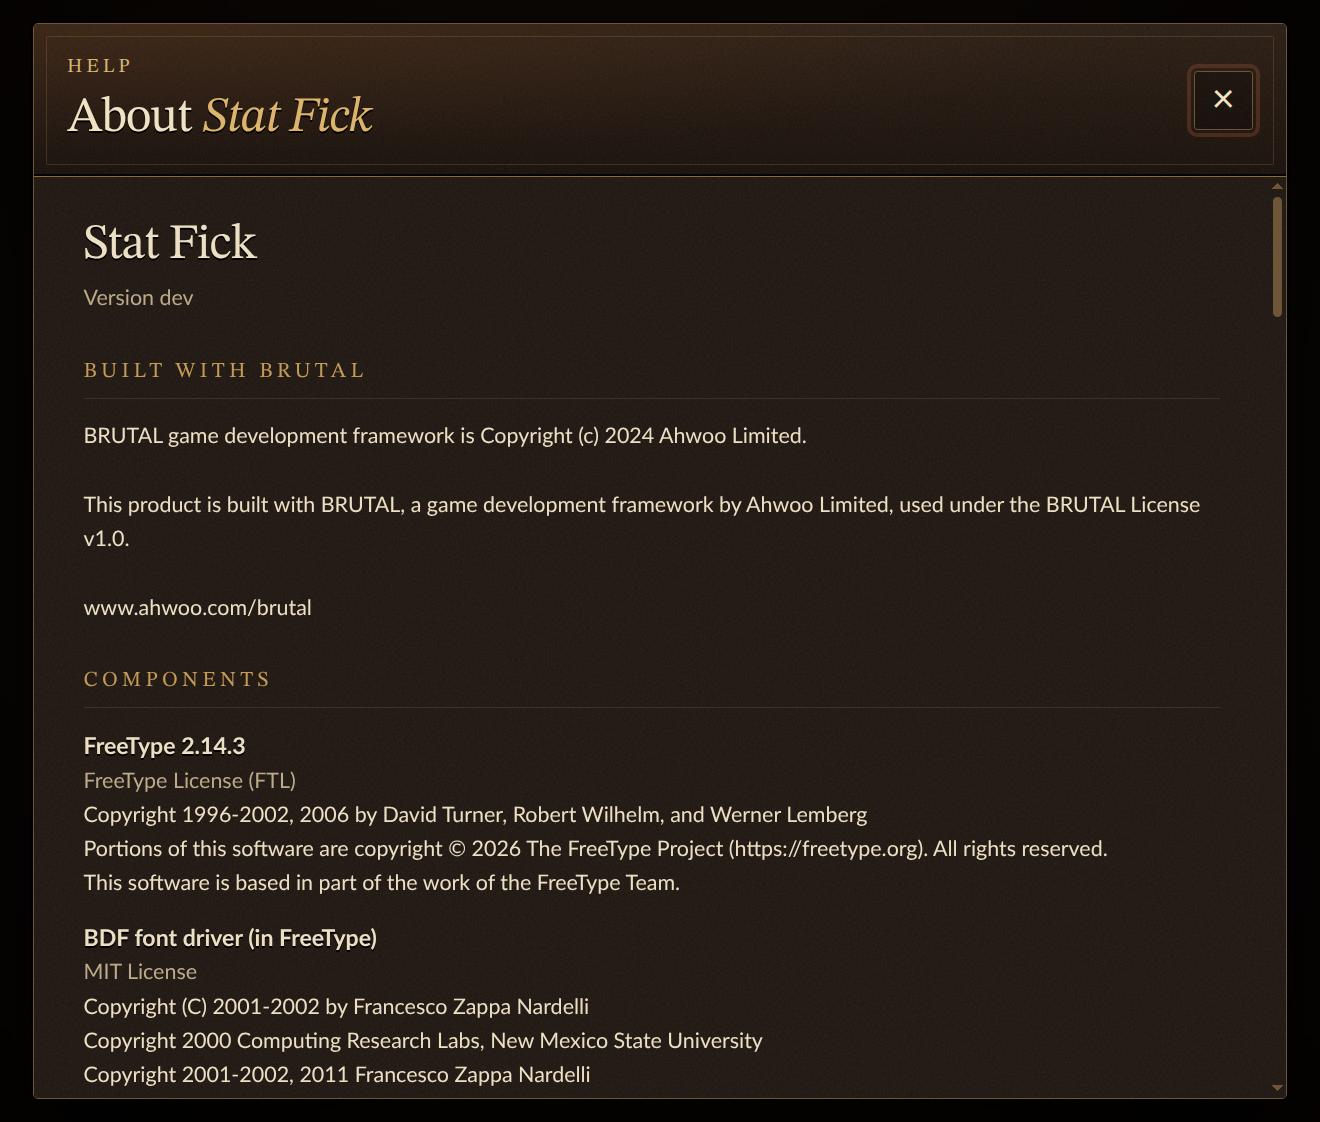 HELP
About Stat Fick
Stat Fick
Version dev
BUILT WITH BRUTAL
BRUTAL game development framework is Copyright (c) 2024 Ahwoo Limited.
This product is built with BRUTAL, a game development framework by Ahwoo Limited, used under the BRUTAL License
v1.0.
www.ahwoo.com/brutal
COMPONENTS
FreeType 2.14.3
FreeType License (FTL)
Copyright 1996-2002, 2006 by David Turner, Robert Wilhelm, and Werner Lemberg
Portions of this software are copyright © 2026 The FreeType Project (https://freetype.org). All rights reserved.
This software is based in part of the work of the FreeType Team.
BDF font driver (in FreeType)
MIT License
Copyright (C) 2001-2002 by Francesco Zappa Nardelli
Copyright 2000 Computing Research Labs, New Mexico State University
Copyright 2001-2002, 2011 Francesco Zappa Nardelli